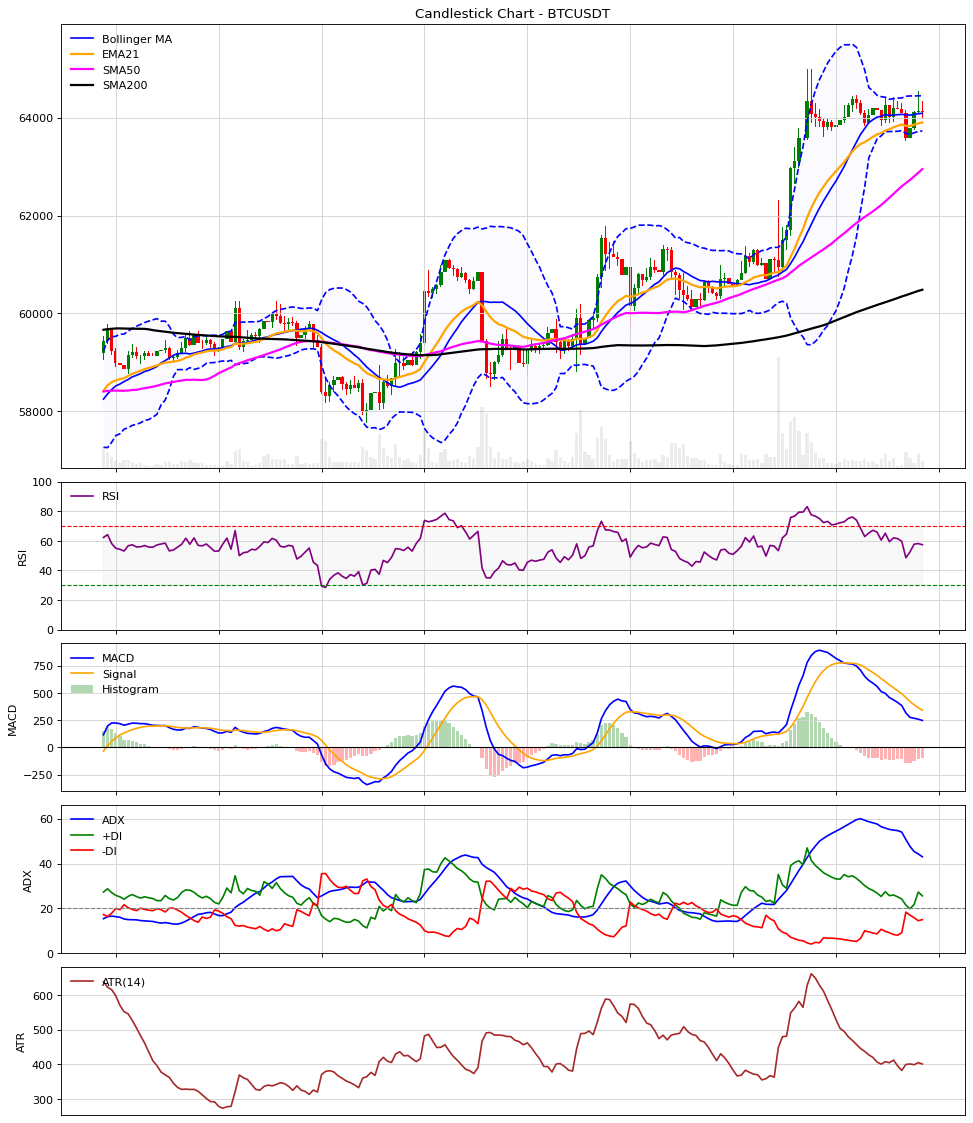 Candlestick Chart - BTCUSDT
Bollinger MA
EMA21
SMA50
SMA200
64000
62000
60000
58000
RSI
100
80
60
40
20
0
RSI
MACD
Signal
Histogram
750
500
250
0
−250
MACD
ADX
+DI
-DI
60
40
20
0
ADX
ATR(14)
600
500
400
300
ATR